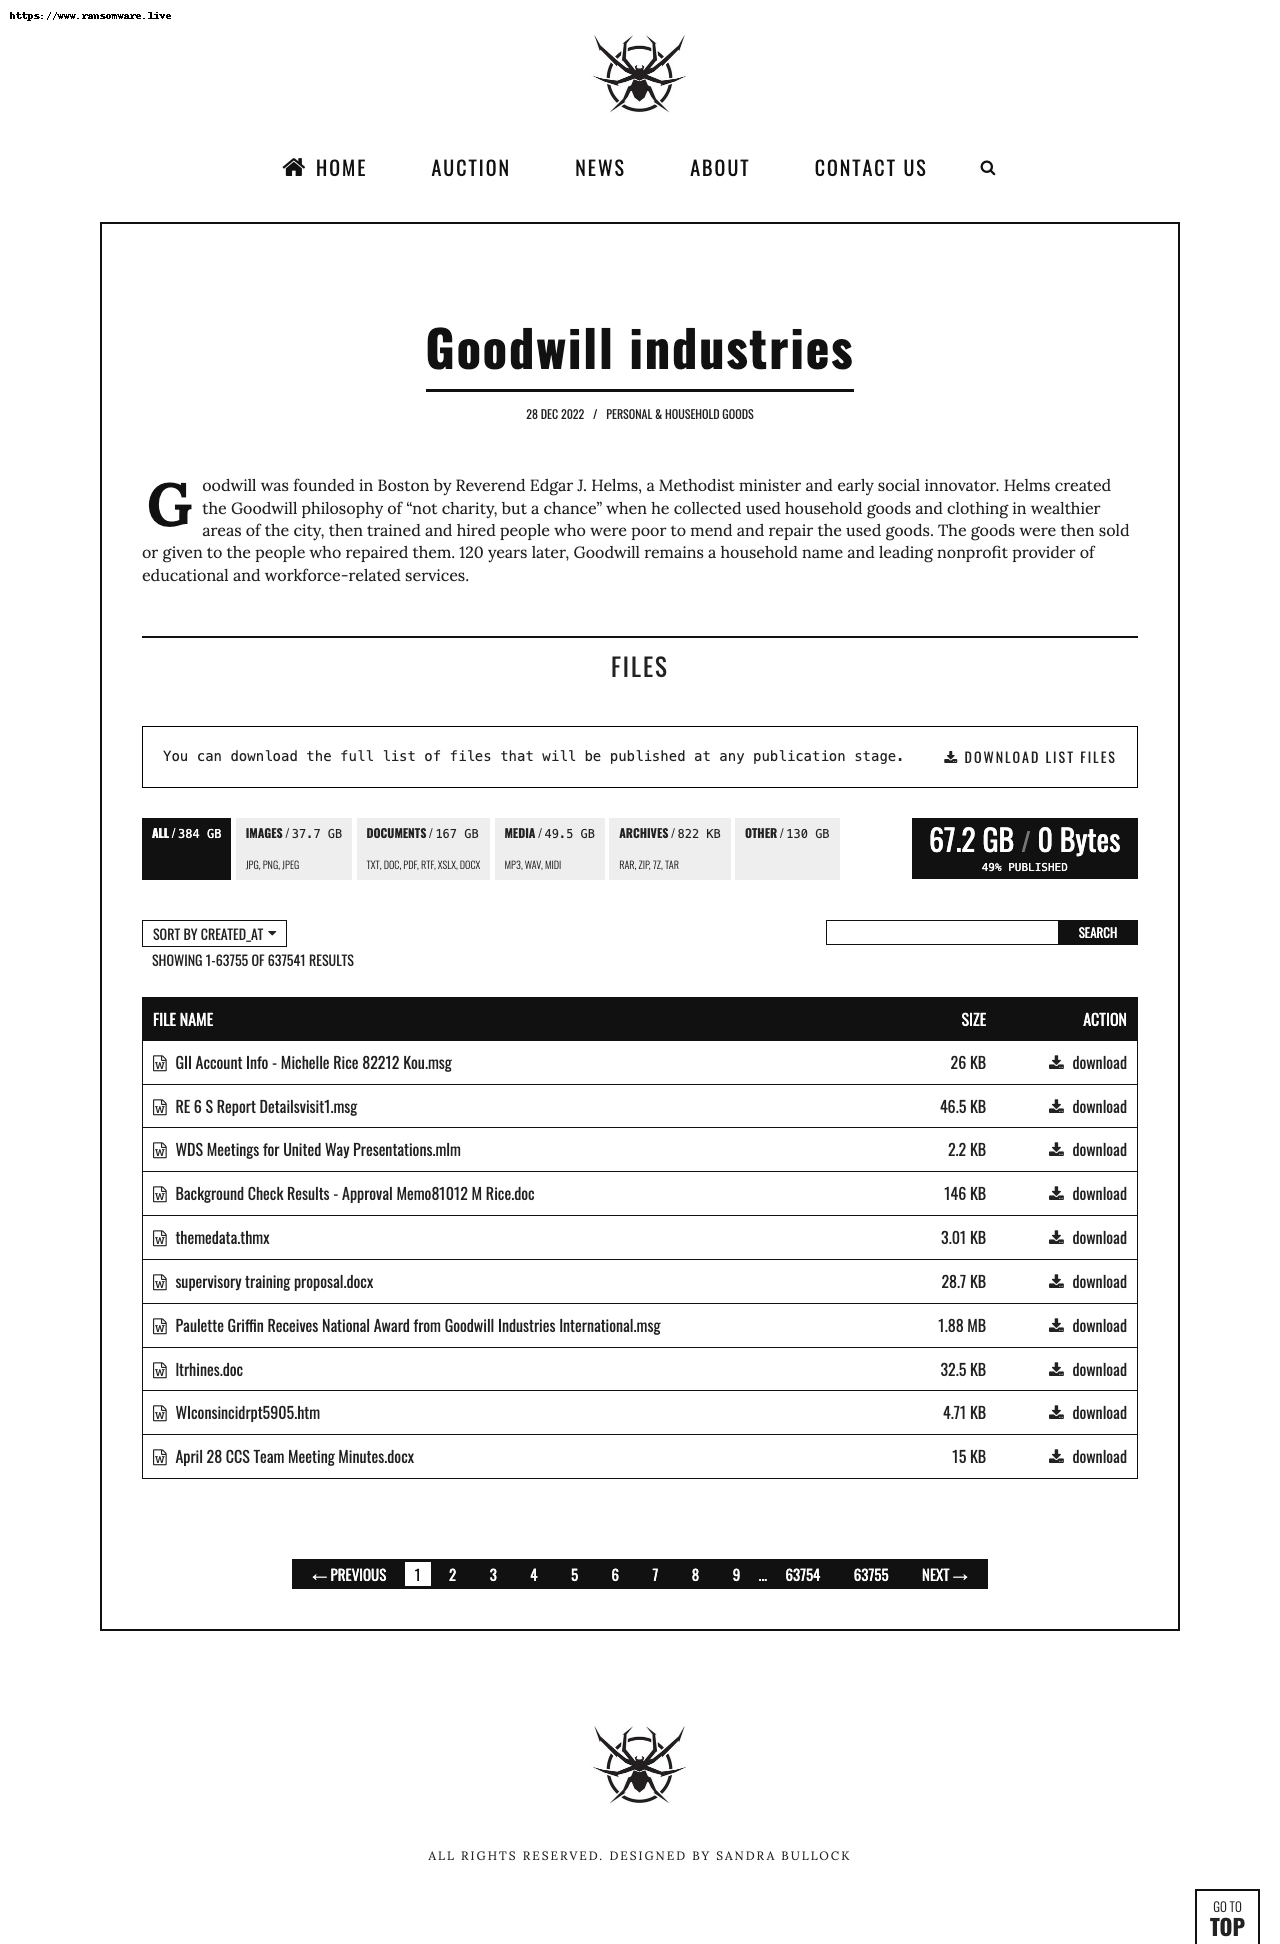 https://www.ransomware.live
HOME AUCTION NEWS ABOUT CONTACT US
Goodwill industries
28 DEC 2022 / PERSONAL & HOUSEHOLD GOODS
Goodwill was founded in Boston by Reverend Edgar J. Helms, a Methodist minister and early social innovator. Helms created
the Goodwill philosophy of “not charity, but a chance” when he collected used household goods and clothing in wealthier
areas of the city, then trained and hired people who were poor to mend and repair the used goods. The goods were then sold
or given to the people who repaired them. 120 years later, Goodwill remains a household name and leading nonprofit provider of
educational and workforce-related services.
FILES
You can download the full list of files that will be published at any publication stage. DOWNLOAD LIST FILES
ALL / 384 GB IMAGES / 37.7 GB DOCUMENTS / 167 GB MEDIA / 49.5 GB ARCHIVES / 822 KB OTHER / 130 GB 67.2 GB / 0 Bytes
JPG, PNG, JPEG TXT, DOC, PDF, RTF, XSLX, DOCX MP3, WAV, MIDI RAR, ZIP, 7Z, TAR 49% PUBLISHED
SORT BY CREATED_AT SEARCH
SHOWING 1-63755 OF 637541 RESULTS
FILE NAME SIZE ACTION
GII Account Info - Michelle Rice 82212 Kou.msg 26 KB download
RE 6 S Report Detailsvisit1.msg 46.5 KB download
WDS Meetings for United Way Presentations.mlm 2.2 KB download
Background Check Results - Approval Memo81012 M Rice.doc 146 KB download
themedata.thmx 3.01 KB download
supervisory training proposal.docx 28.7 KB download
Paulette Griffin Receives National Award from Goodwill Industries International.msg 1.88 MB download
ltrhines.doc 32.5 KB download
WIconsincidrpt5905.htm 4.71 KB download
April 28 CCS Team Meeting Minutes.docx 15 KB download
← PREVIOUS 1 2 3 4 5 6 7 8 9 ... 63754 63755 NEXT →
ALL RIGHTS RESERVED. DESIGNED BY SANDRA BULLOCK
GO TO
TOP